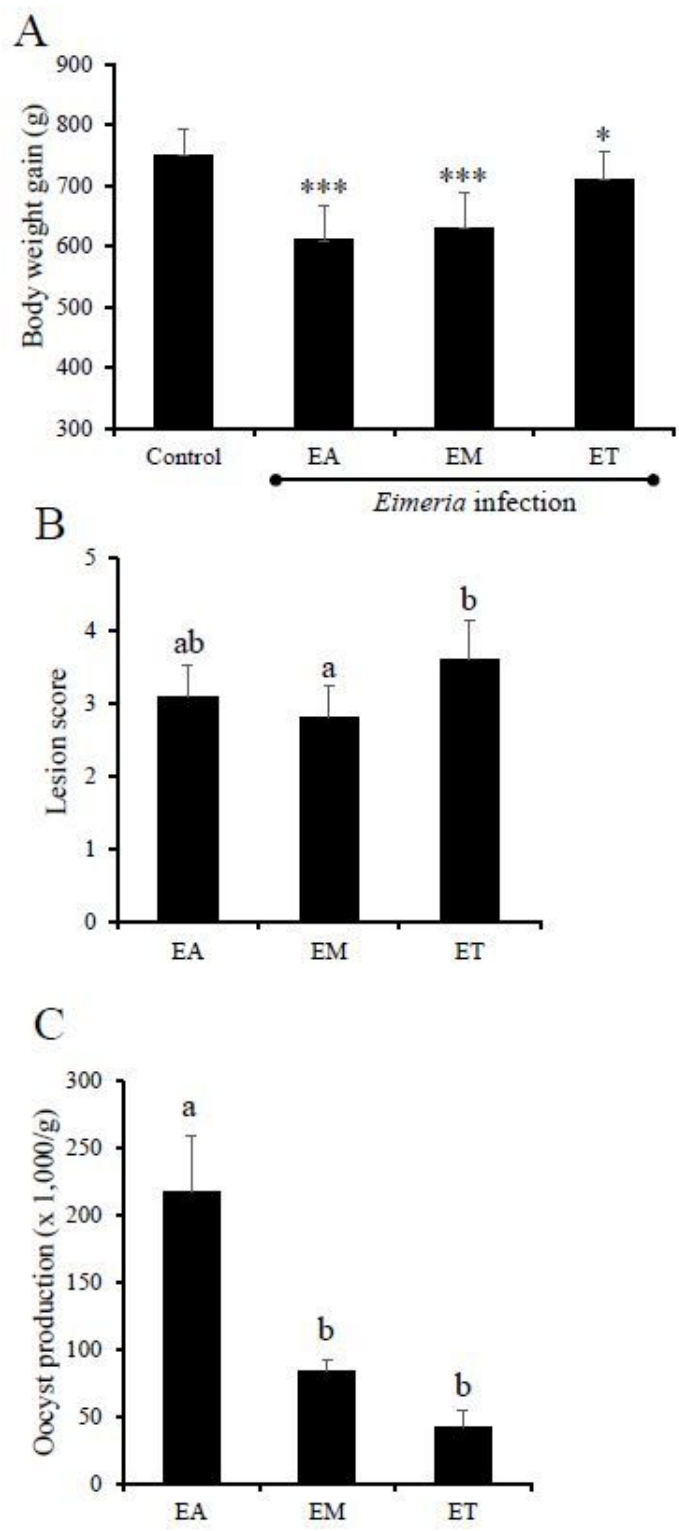 A
Body weight gain (g)
900
800
700
600
500
400
300
***
***
*
Control EA EM ET
Eimeria infection
B
Lesion score
5
4
3
2
1
0
ab
a
b
EA EM ET
C
Oocyst production (x 1,000/g)
300
250
200
150
100
50
0
a
b
b
EA EM ET